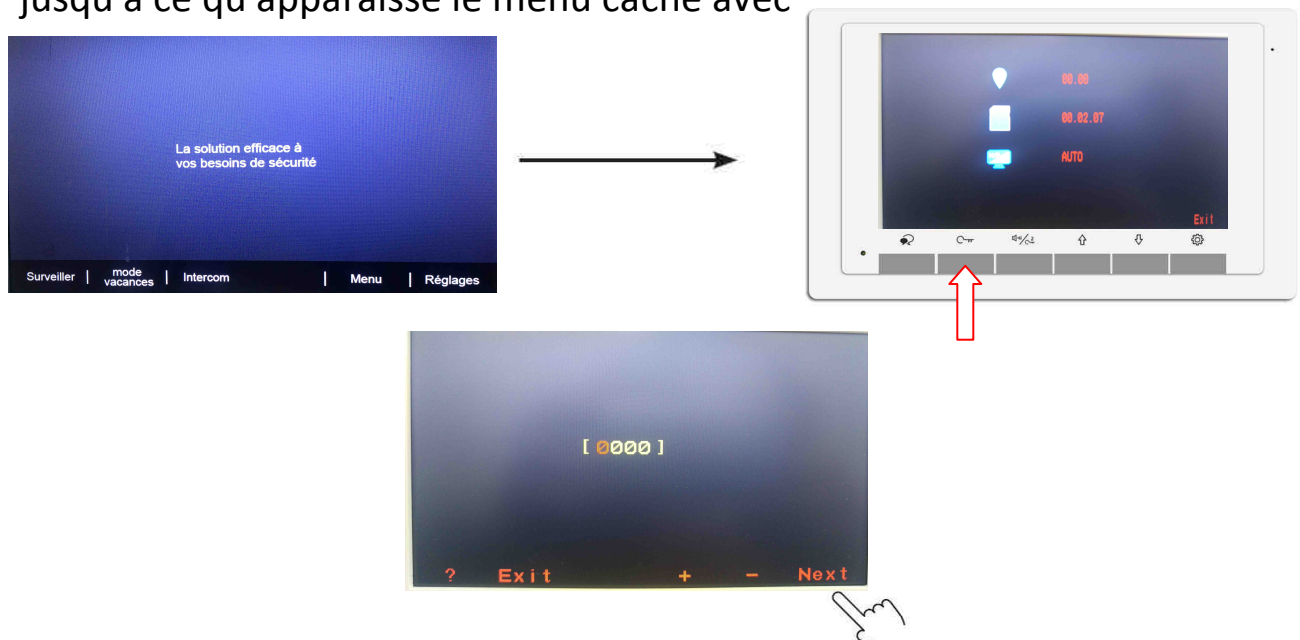 jusqu'à ce qu'apparaisse le menu caché avec
La solution efficace à
vos besoins de sécurité
Surveiller | mode vacances | Intercom | Menu | Réglages
00.00
00.02.07
AUTO
Exit
[ 0000 ]
? Exit + - Next